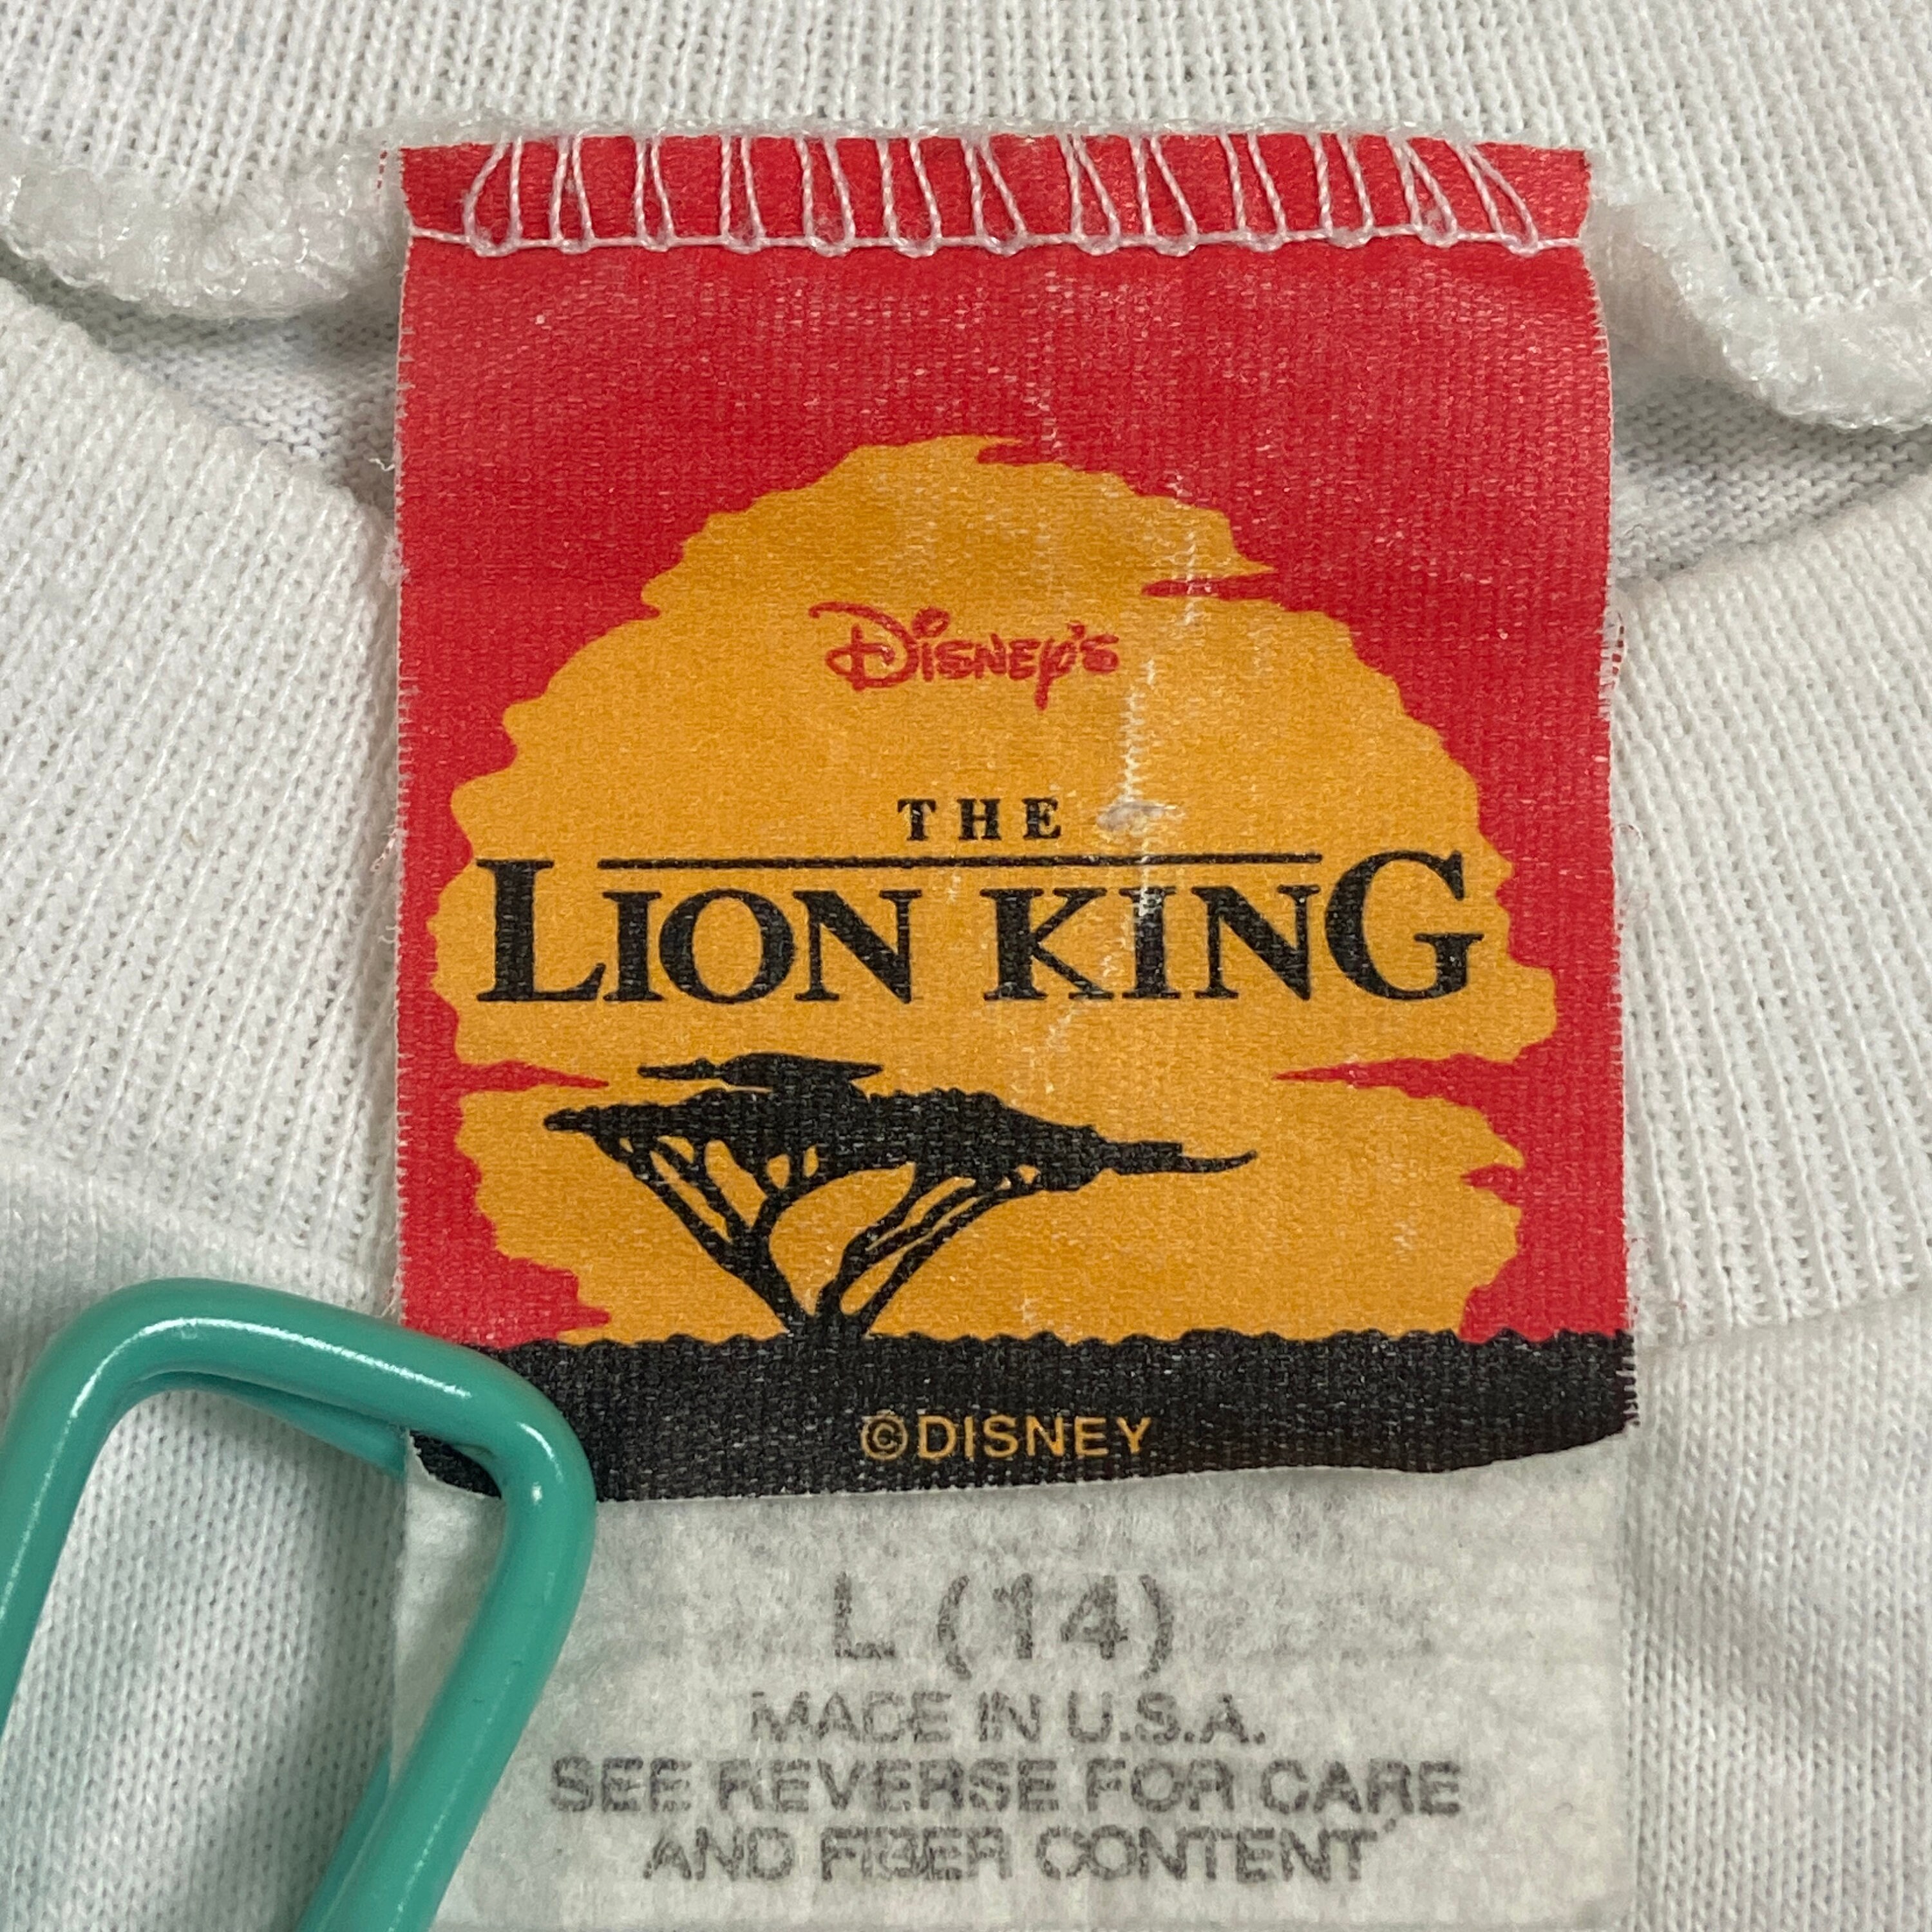 Disney's
THE
LION KING
©DISNEY
L (14)
MADE IN U.S.A.
SEE REVERSE FOR CARE
AND FIBER CONTENT